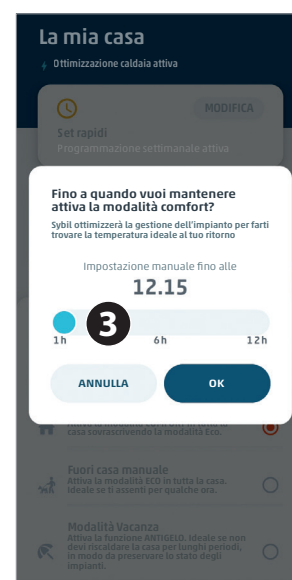 La mia casa
Ottimizzazione caldaia attiva
MODIFICA
Set rapidi
Programmazione settimanale attiva
Fino a quando vuoi mantenere
attiva la modalità comfort?
Sybil ottimizzerà la gestione dell'impianto per farti
trovare la temperatura ideale al tuo ritorno
Impostazione manuale fino alle
12.15
3
1h 6h 12h
ANNULLA OK
casa sovrascrivendo la modalità Eco.
Fuori casa manuale
Attiva la modalità ECO in tutta la casa.
Ideale se ti assenti per qualche ora.
Modalità Vacanza
Attiva la funzione ANTIGELO. Ideale se non
devi riscaldare la casa per lunghi periodi,
in modo da preservare lo stato degli
impianti.